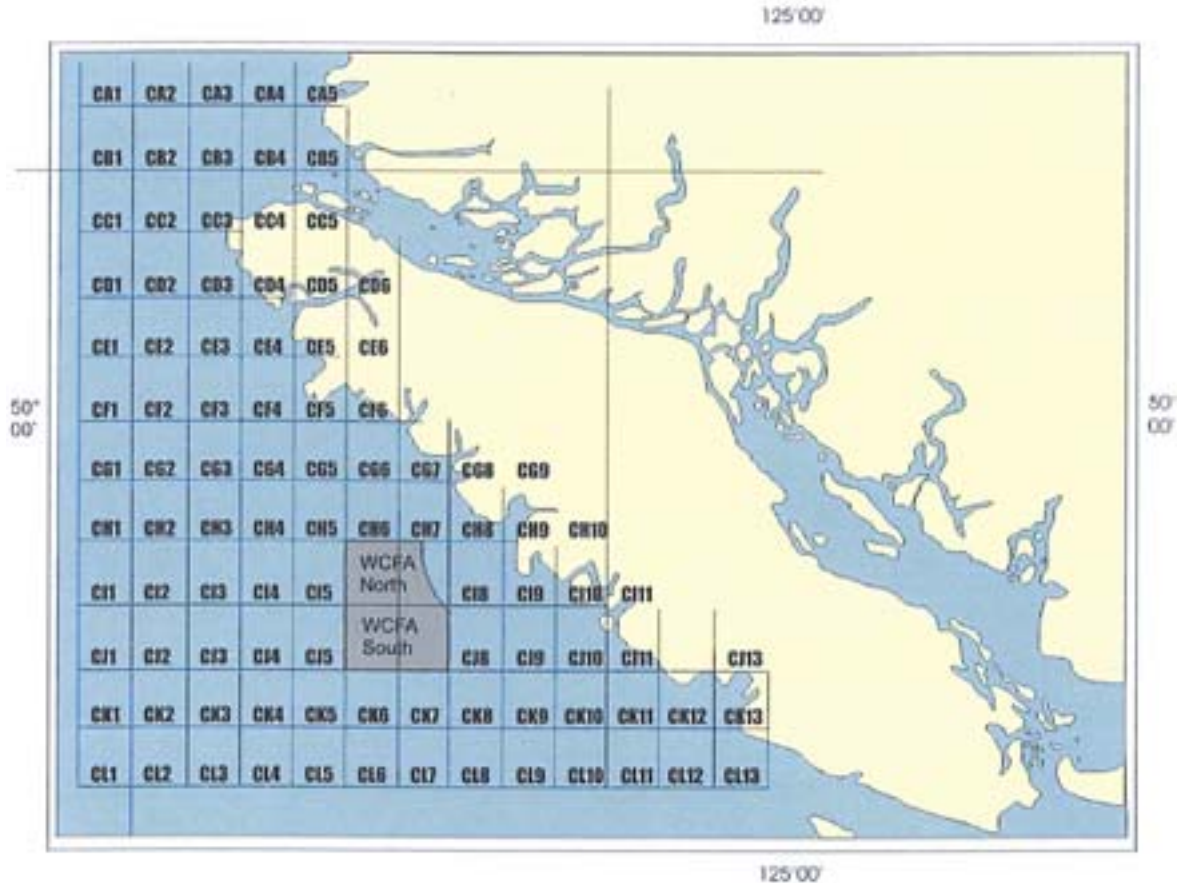 125°00'
CA1 CA2 CA3 CA4 CA5
CB1 CB2 CB3 CB4 CB5
CC1 CC2 CC3 CC4 CC5
CD1 CD2 CD3 CD4 CD5 CD6
CE1 CE2 CE3 CE4 CE5 CE6
50°
00'
CF1 CF2 CF3 CF4 CF5 CF6
50°
00'
CG1 CG2 CG3 CG4 CG5 CG6 CG7 CG8 CG9
CH1 CH2 CH3 CH4 CH5 CH6 CH7 CH8 CH9 CH10
WCFA
North
CI1 CI2 CI3 CI4 CI5 CI8 CI9 CI10 CI11
WCFA
South
CJ1 CJ2 CJ3 CJ4 CJ5 CJ8 CJ9 CJ10 CJ11 CJ13
CK1 CK2 CK3 CK4 CK5 CK6 CK7 CK8 CK9 CK10 CK11 CK12 CK13
CL1 CL2 CL3 CL4 CL5 CL6 CL7 CL8 CL9 CL10 CL11 CL12 CL13
125°00'